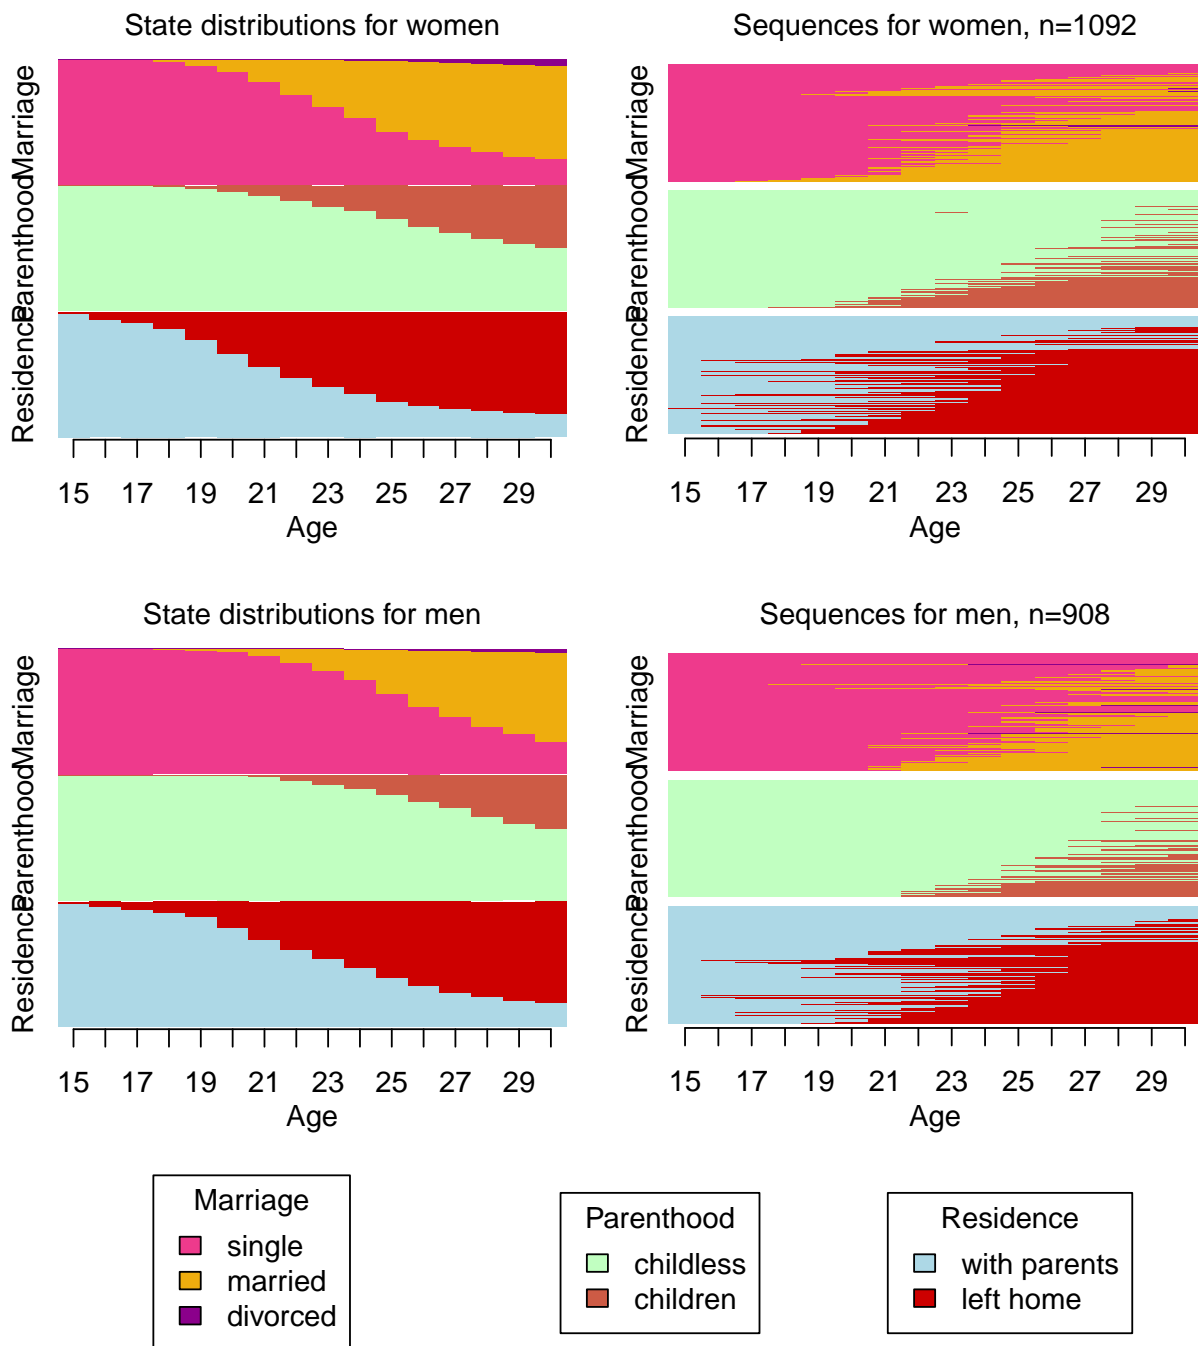 State distributions for women
Sequences for women, n=1092
Marriage
Parenthood
Residence
15 17 19 21 23 25 27 29
Age
Marriage
Parenthood
Residence
15 17 19 21 23 25 27 29
Age
State distributions for men
Sequences for men, n=908
Marriage
Parenthood
Residence
15 17 19 21 23 25 27 29
Age
Marriage
Parenthood
Residence
15 17 19 21 23 25 27 29
Age
Marriage
single
married
divorced
Parenthood
childless
children
Residence
with parents
left home